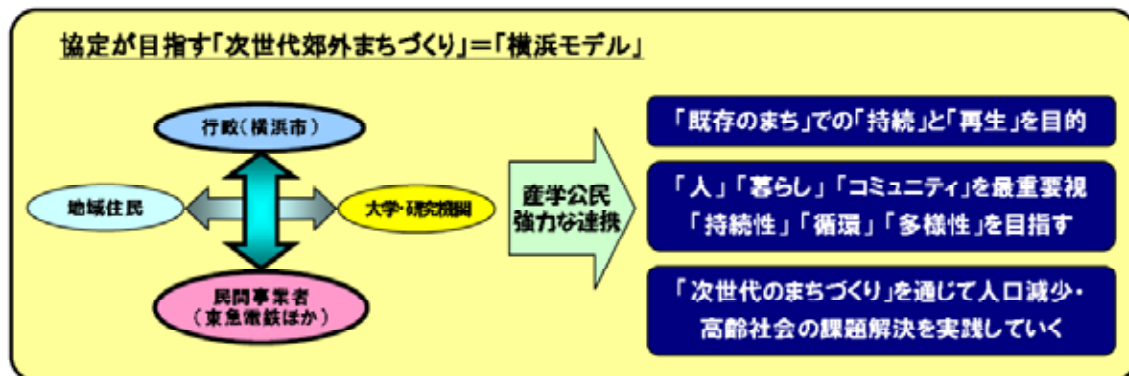 協定が目指す「次世代郊外まちづくり」＝「横浜モデル」
行政（横浜市）
地域住民
大学・研究機関
民間事業者
（東急電鉄ほか）
産学公民
強力な連携
「既存のまち」での「持続」と「再生」を目的
「人」「暮らし」「コミュニティ」を最重要視
「持続性」「循環」「多様性」を目指す
「次世代のまちづくり」を通じて人口減少・
高齢社会の課題解決を実践していく